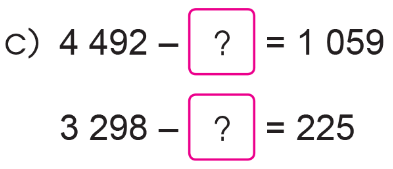 c) 4 492 – ? = 1 059
3 298 – ? = 225